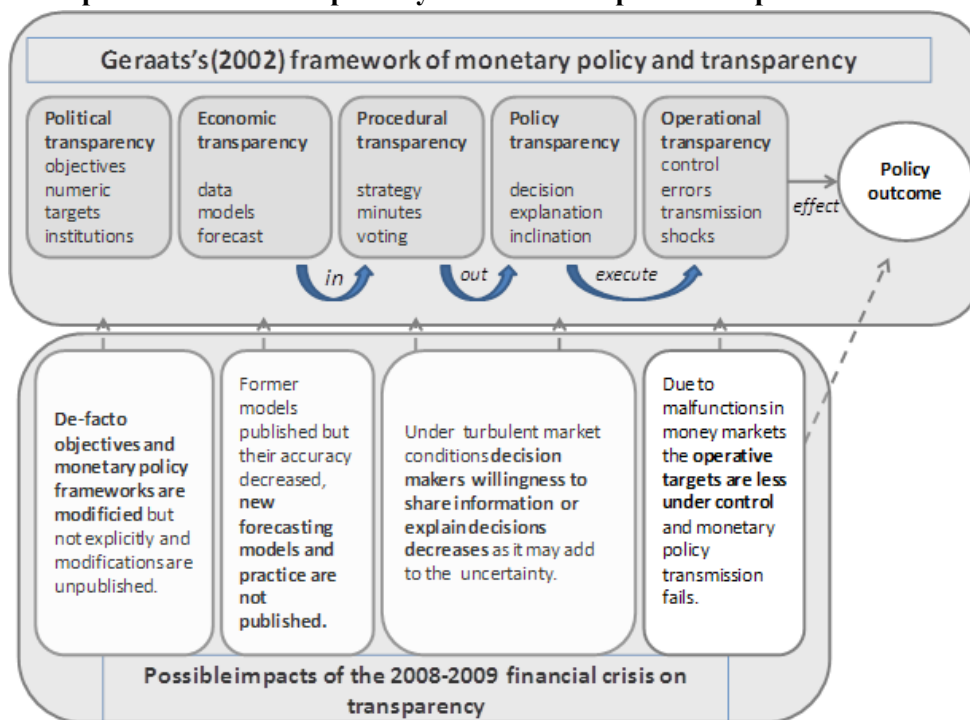 Geraats's (2002) framework of monetary policy and transparency
Political
transparency
objectives
numeric
targets
institutions
Economic
transparency
data
models
forecast
Procedural
transparency
strategy
minutes
voting
Policy
transparency
decision
explanation
inclination
Operational
transparency
control
errors
transmission
shocks
effect
Policy
outcome
in
out
execute
De-facto
objectives and
monetary policy
frameworks are
modificied but
not explicitly and
modifications are
unpublished.
Former
models
published but
their accuracy
decreased,
new
forecasting
models and
practice are
not
published.
Under turbulent market
conditions decision
makers willingness to
share information or
explain decisions
decreases as it may add
to the uncertainty.
Due to
malfunctions in
money markets
the operative
targets are less
under control
and monetary
policy
transmission
fails.
Possible impacts of the 2008-2009 financial crisis on
transparency